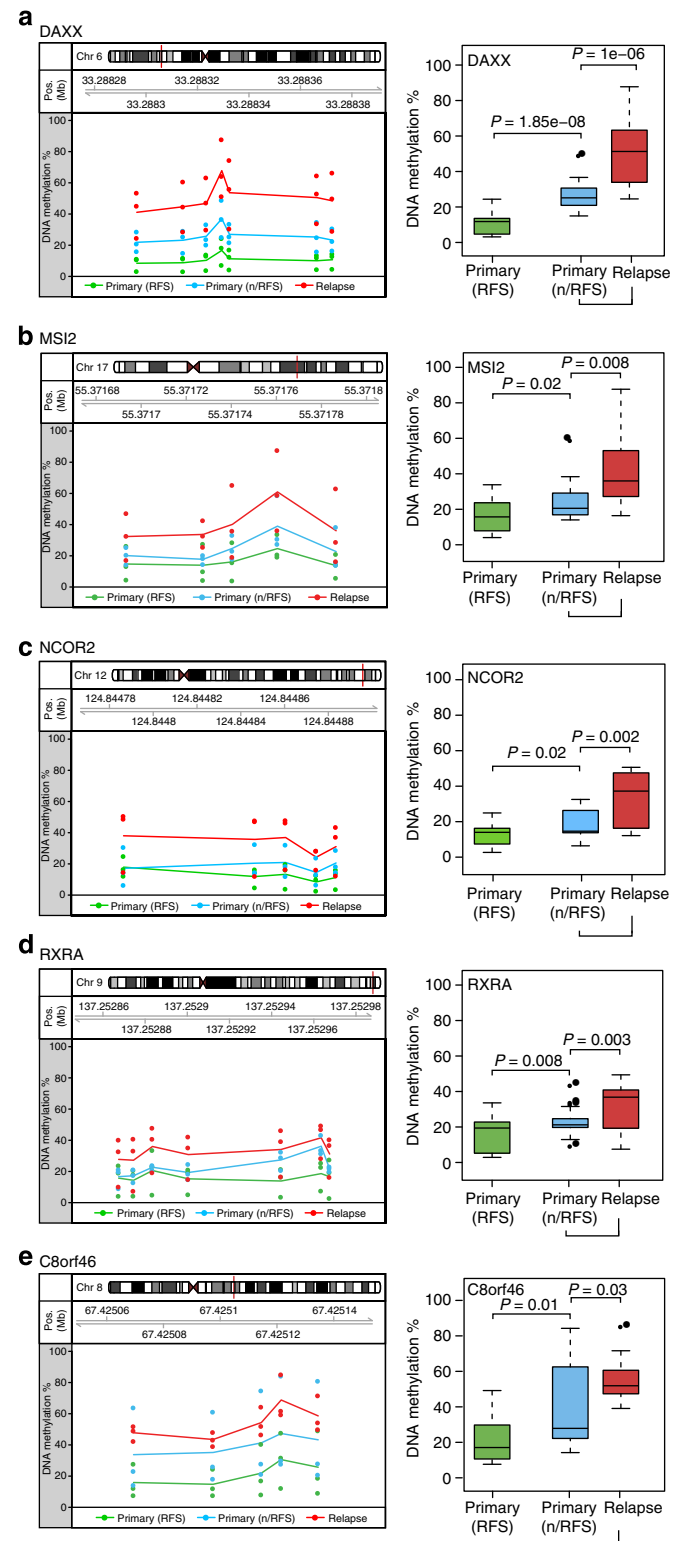 a
DAXX
Chr 6
Pos. (Mb)
33.28828 33.28832 33.28836
33.2883 33.28834 33.28838
DNA methylation %
100
80
60
40
20
0
Primary (RFS) Primary (n/RFS) Relapse
DAXX
P = 1e−06
P = 1.85e−08
DNA methylation %
100
80
60
40
20
0
Primary (RFS)
Primary (n/RFS)
Relapse
b
MSI2
Chr 17
Pos. (Mb)
55.37168 55.37172 55.37176 55.3718
55.3717 55.37174 55.37178
DNA methylation %
100
80
60
40
20
0
Primary (RFS) Primary (n/RFS) Relapse
MSI2
P = 0.008
P = 0.02
DNA methylation %
100
80
60
40
20
0
Primary (RFS)
Primary (n/RFS)
Relapse
c
NCOR2
Chr 12
Pos. (Mb)
124.84478 124.84482 124.84486
124.8448 124.84484 124.84488
DNA methylation %
100
80
60
40
20
0
Primary (RFS) Primary (n/RFS) Relapse
NCOR2
P = 0.002
P = 0.02
DNA methylation %
100
80
60
40
20
0
Primary (RFS)
Primary (n/RFS)
Relapse
d
RXRA
Chr 9
Pos. (Mb)
137.25286 137.2529 137.25294 137.25298
137.25288 137.25292 137.25296
DNA methylation %
100
80
60
40
20
0
Primary (RFS) Primary (n/RFS) Relapse
RXRA
P = 0.003
P = 0.008
DNA methylation %
100
80
60
40
20
0
Primary (RFS)
Primary (n/RFS)
Relapse
e
C8orf46
Chr 8
Pos. (Mb)
67.42506 67.4251 67.42514
67.42508 67.42512
DNA methylation %
100
80
60
40
20
0
Primary (RFS) Primary (n/RFS) Relapse
C8orf46
P = 0.03
P = 0.01
DNA methylation %
100
80
60
40
20
0
Primary (RFS)
Primary (n/RFS)
Relapse